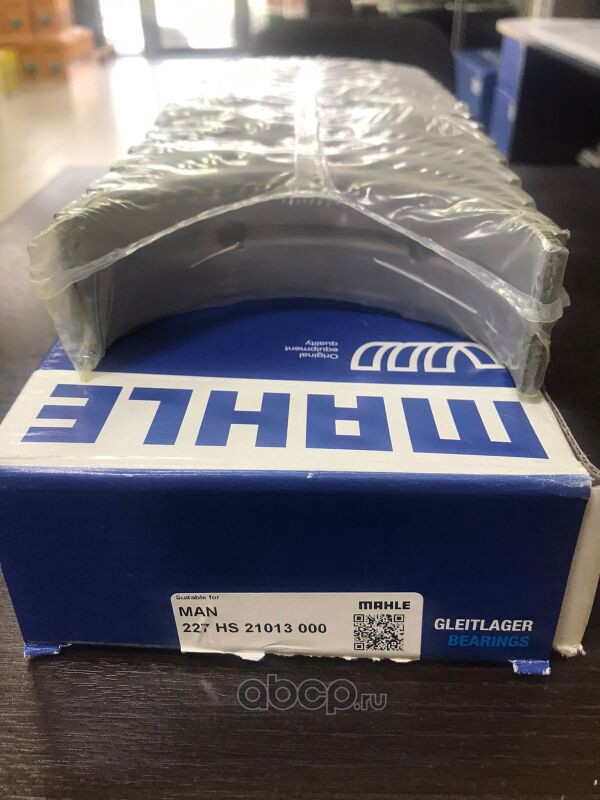 Original
equipment
quality
MAHLE
Suitable for
MAN
MAHLE
227 HS 21013 000
GLEITLAGER
BEARINGS
abcp.ru